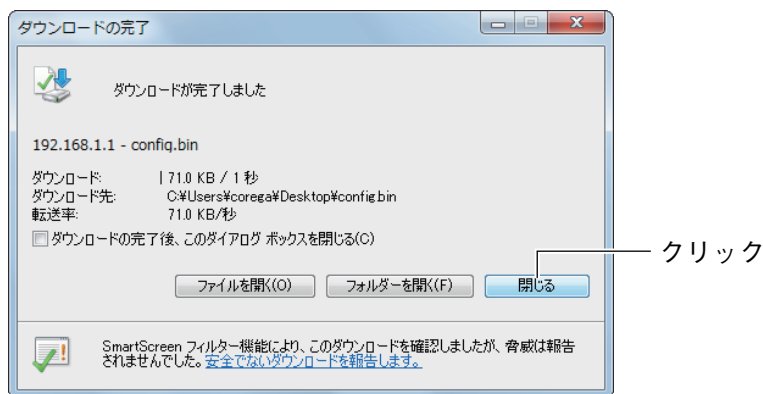 ダウンロードの完了
ダウンロードが完了しました
192.168.1.1 - config.bin
ダウンロード: 71.0 KB / 1 秒
ダウンロード先: C:¥Users¥corega¥Desktop¥config.bin
転送率: 71.0 KB/秒
ダウンロードの完了後、このダイアログ ボックスを閉じる(C)
クリック
ファイルを開く(O) フォルダーを開く(F) 閉じる
SmartScreen フィルター機能により、このダウンロードを確認しましたが、脅威は報告
されませんでした。安全でないダウンロードを報告します。